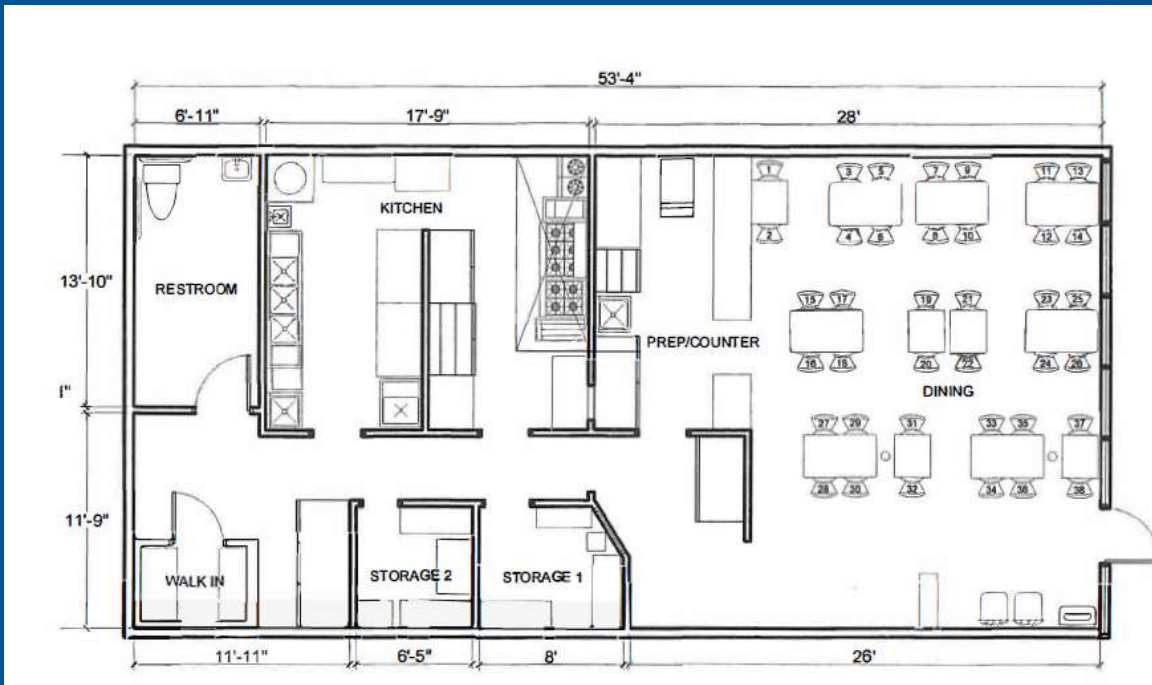 53'-4"
6'-11" 17'-9" 28'
1 3 5 7 9 11 13
KITCHEN
2 4 6 8 10 12 14
13'-10"
RESTROOM
15 17 19 21 23 25
PREP/COUNTER
16 20 22 24 26
DINING
27 29 31 33 35 37
28 30 32 34 36 38
11'-9"
WALK IN STORAGE 2 STORAGE 1
11'-11" 6'-5" 8' 26'